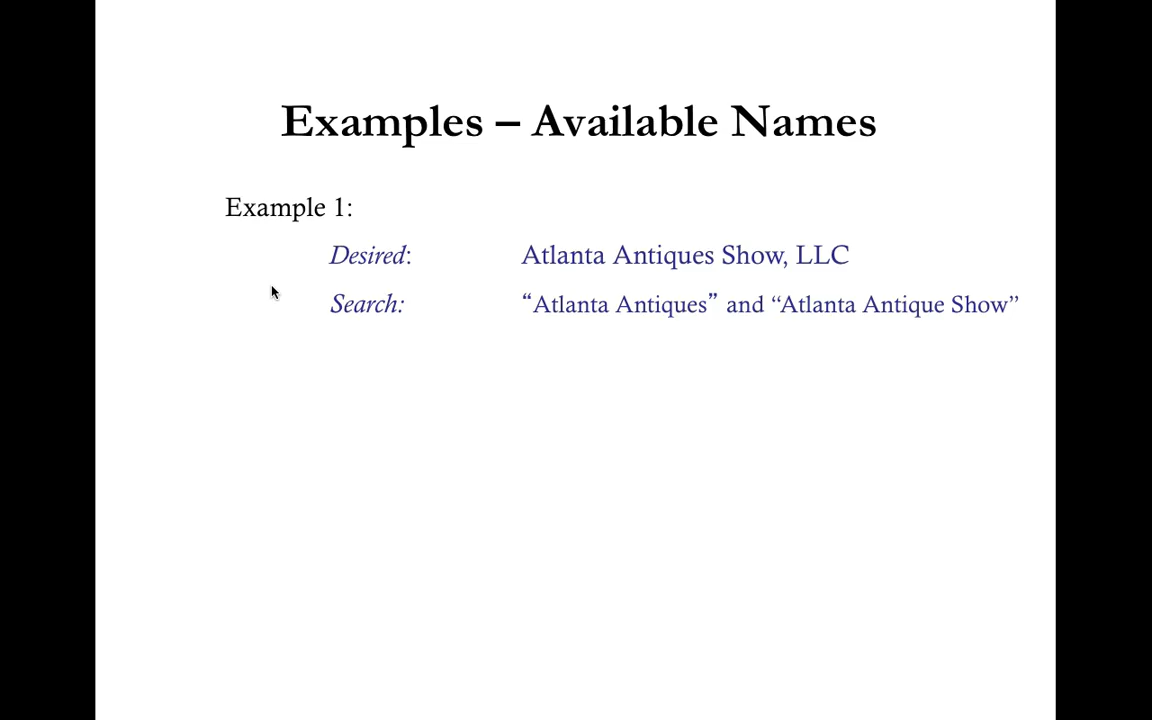 Examples – Available Names
Example 1:
Desired: Atlanta Antiques Show, LLC
Search: “Atlanta Antiques” and “Atlanta Antique Show”